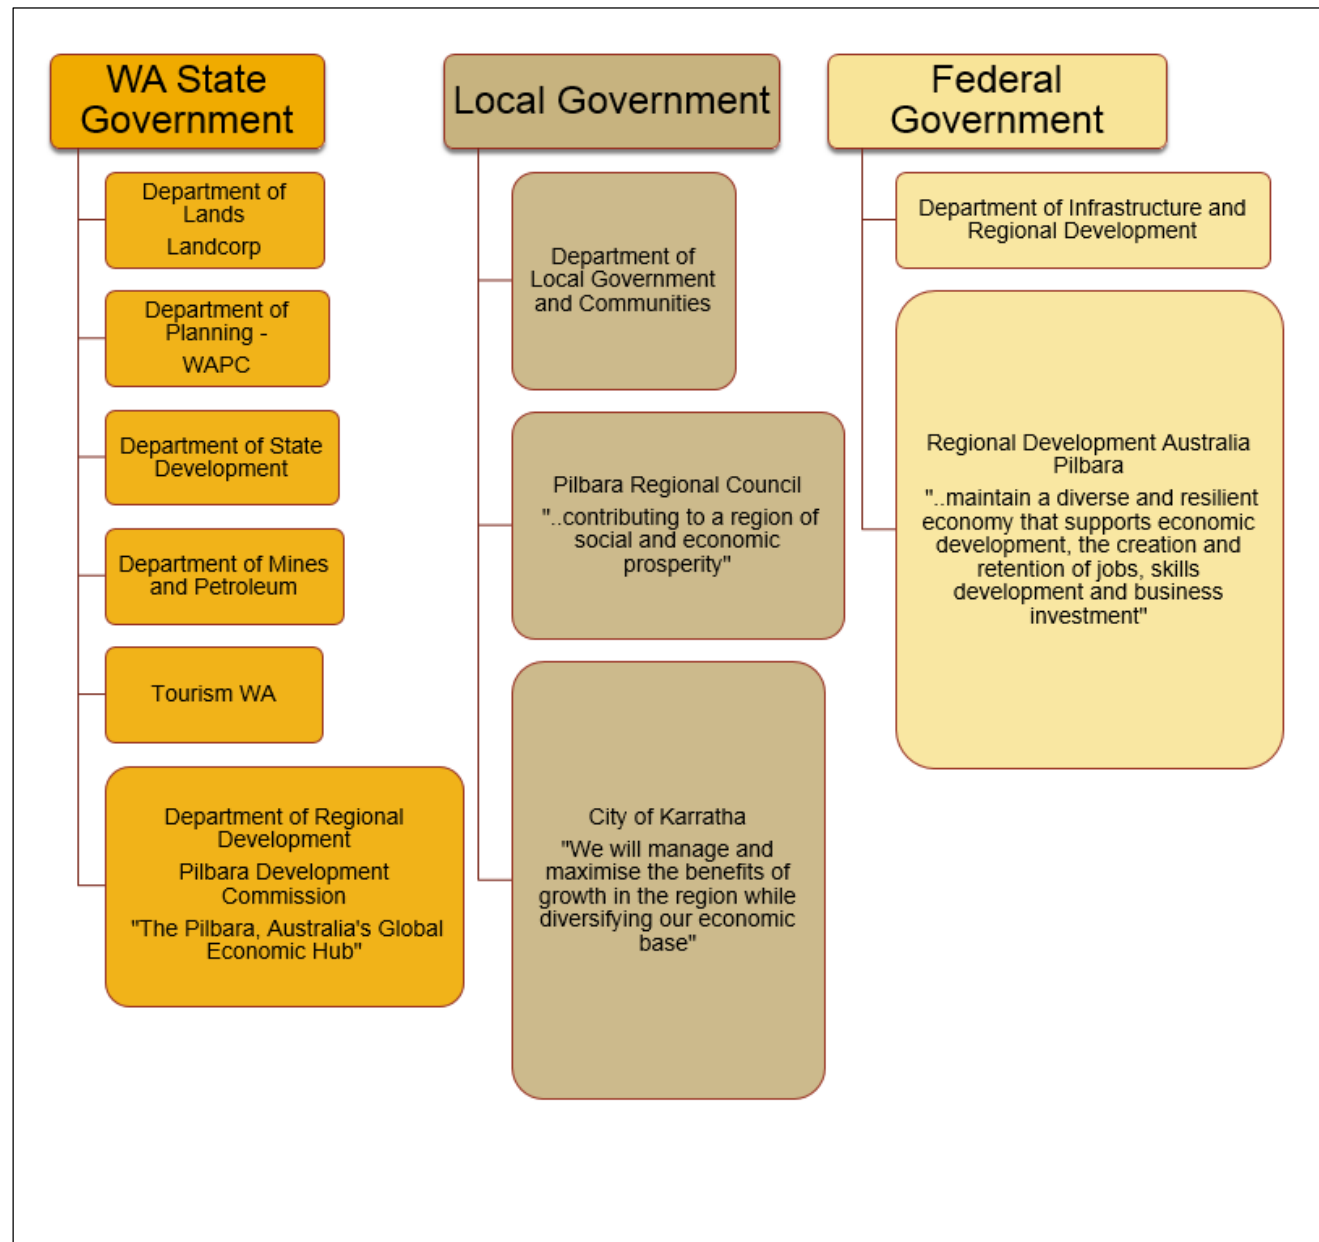 WA State
Government
Department of
Lands
Landcorp
Department of
Planning -
WAPC
Department of State
Development
Department of Mines
and Petroleum
Tourism WA
Department of Regional
Development
Pilbara Development
Commission
"The Pilbara, Australia's Global
Economic Hub"
Local Government
Department of
Local Government
and Communities
Pilbara Regional Council
"..contributing to a region of
social and economic
prosperity"
City of Karratha
"We will manage and
maximise the benefits of
growth in the region while
diversifying our economic
base"
Federal
Government
Department of Infrastructure and
Regional Development
Regional Development Australia
Pilbara
"..maintain a diverse and resilient
economy that supports economic
development, the creation and
retention of jobs, skills
development and business
investment"